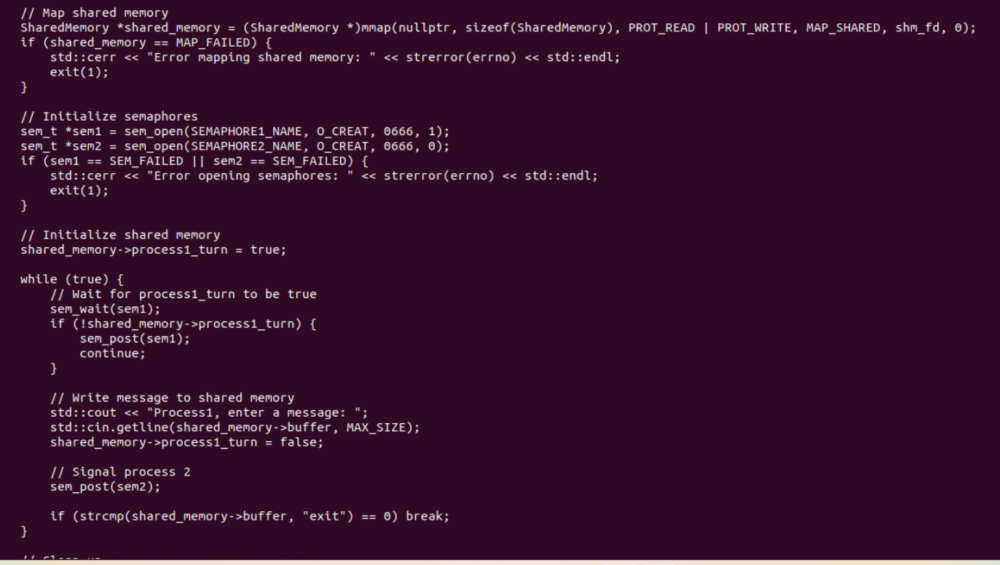 // Map shared memory
SharedMemory *shared_memory = (SharedMemory *)mmap(nullptr, sizeof(SharedMemory), PROT_READ | PROT_WRITE, MAP_SHARED, shm_fd, 0);
if (shared_memory == MAP_FAILED) {
    std::cerr << "Error mapping shared memory: " << strerror(errno) << std::endl;
    exit(1);
}

// Initialize semaphores
sem_t *sem1 = sem_open(SEMAPHORE1_NAME, O_CREAT, 0666, 1);
sem_t *sem2 = sem_open(SEMAPHORE2_NAME, O_CREAT, 0666, 0);
if (sem1 == SEM_FAILED || sem2 == SEM_FAILED) {
    std::cerr << "Error opening semaphores: " << strerror(errno) << std::endl;
    exit(1);
}

// Initialize shared memory
shared_memory->process1_turn = true;

while (true) {
    // Wait for process1_turn to be true
    sem_wait(sem1);
    if (!shared_memory->process1_turn) {
        sem_post(sem1);
        continue;
    }

    // Write message to shared memory
    std::cout << "Process1, enter a message: ";
    std::cin.getline(shared_memory->buffer, MAX_SIZE);
    shared_memory->process1_turn = false;

    // Signal process 2
    sem_post(sem2);

    if (strcmp(shared_memory->buffer, "exit") == 0) break;
}